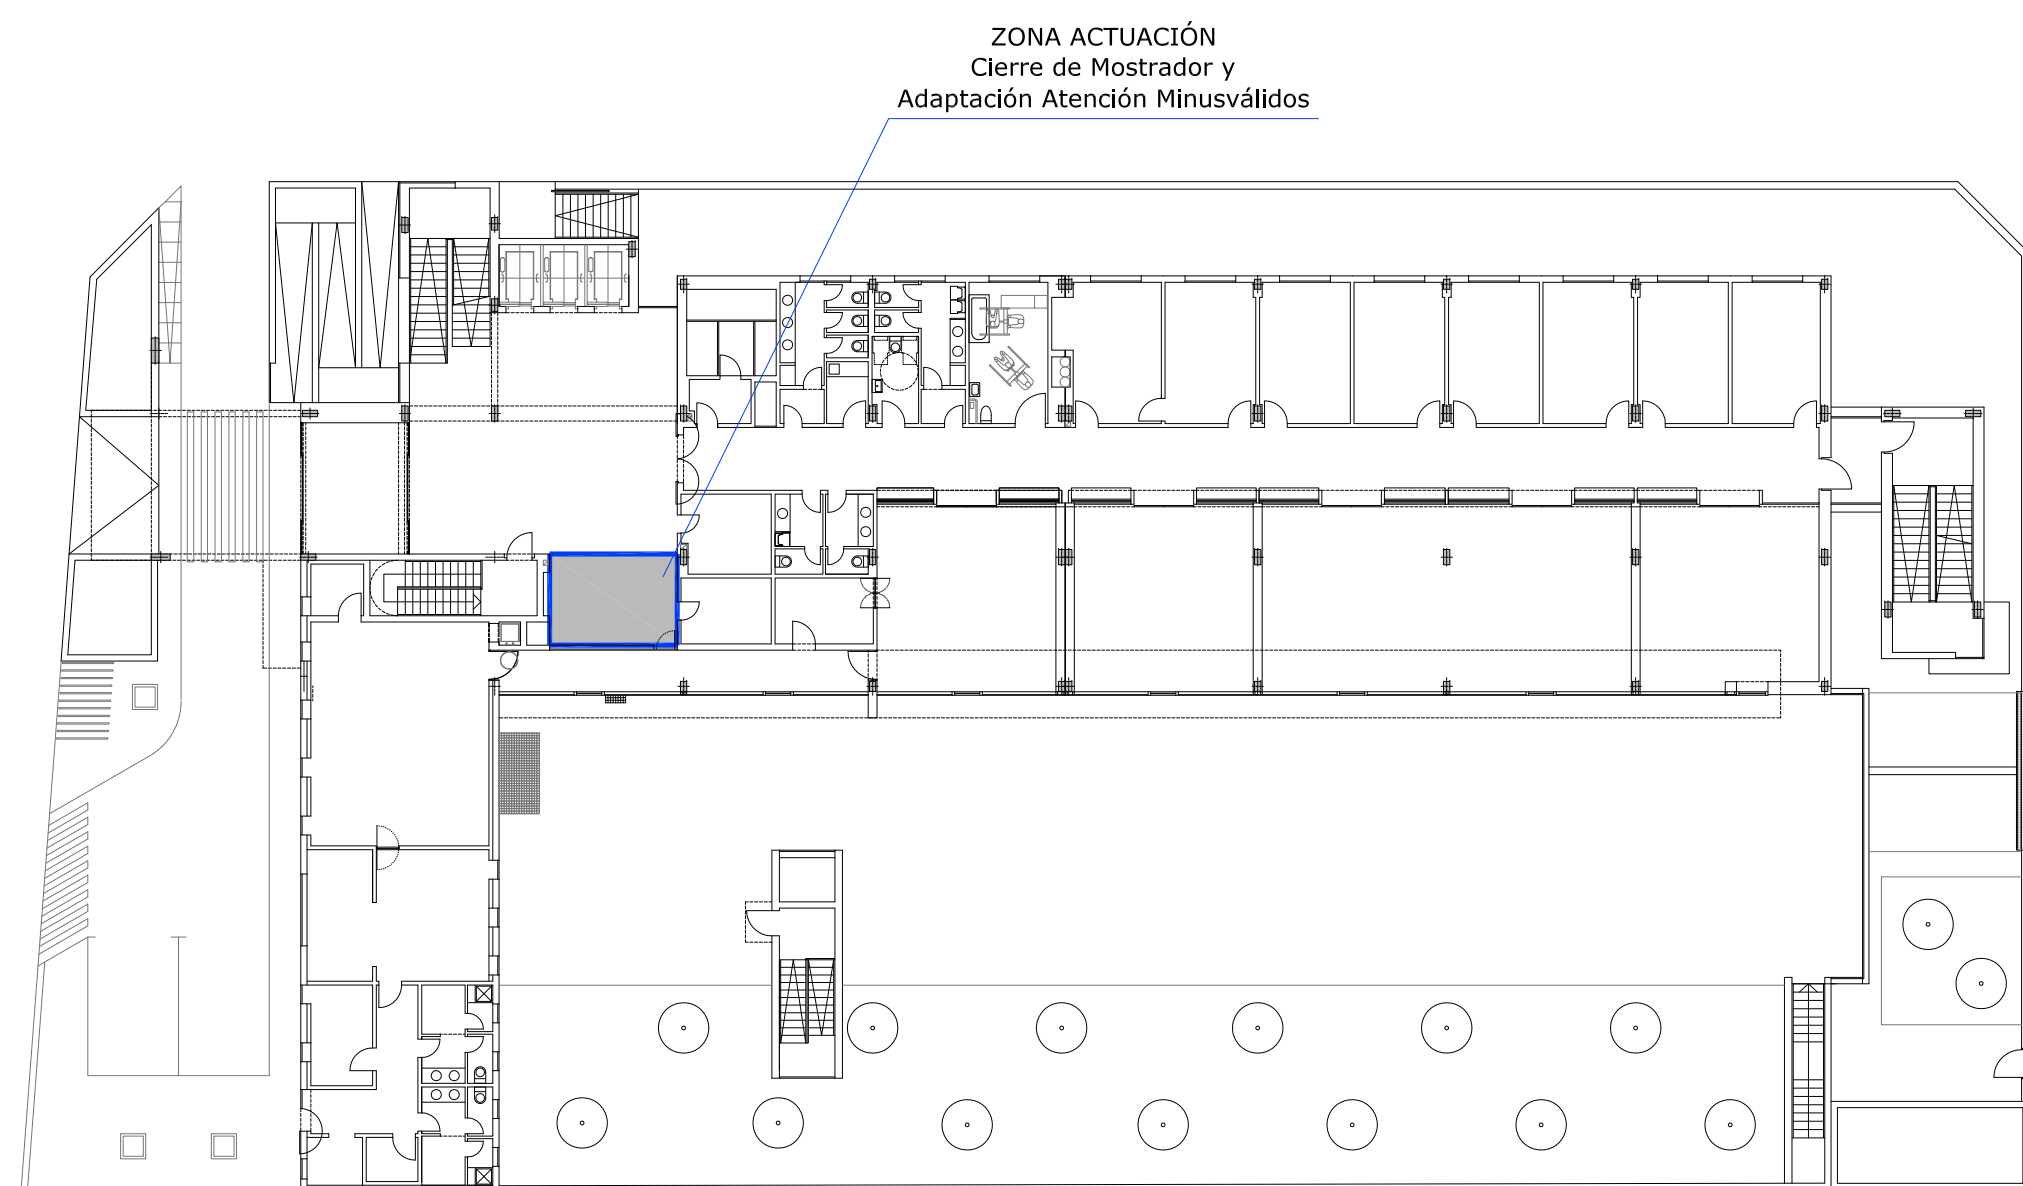 ZONA ACTUACIÓN
Cierre de Mostrador y
Adaptación Atención Minusválidos